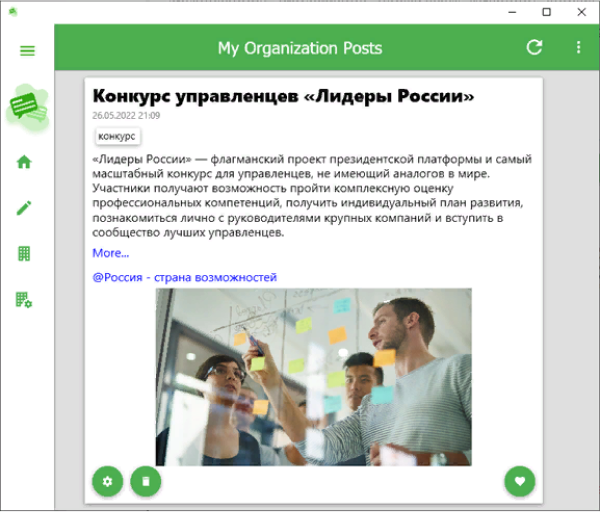 My Organization Posts
Конкурс управленцев «Лидеры России»
26.05.2022 21:09
конкурс
«Лидеры России» — флагманский проект президентской платформы и самый
масштабный конкурс для управленцев, не имеющий аналогов в мире.
Участники получают возможность пройти комплексную оценку
профессиональных компетенций, получить индивидуальный план развития,
познакомиться лично с руководителями крупных компаний и вступить в
сообщество лучших управленцев.
More...
@Россия - страна возможностей